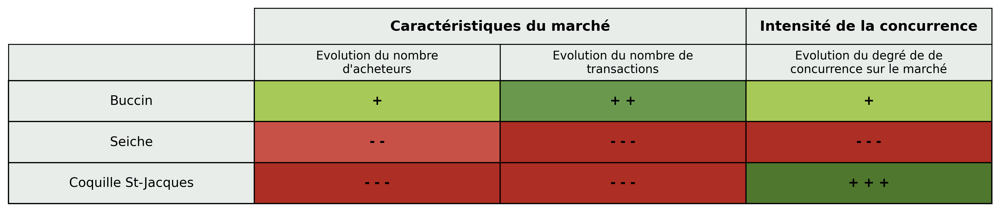 Caractéristiques du marché
Intensité de la concurrence
Evolution du nombre
d'acheteurs
Evolution du nombre de
transactions
Evolution du degré de de
concurrence sur le marché
Buccin
+
+ +
+
Seiche
- -
- - -
- - -
Coquille St-Jacques
- - -
- - -
+ + +